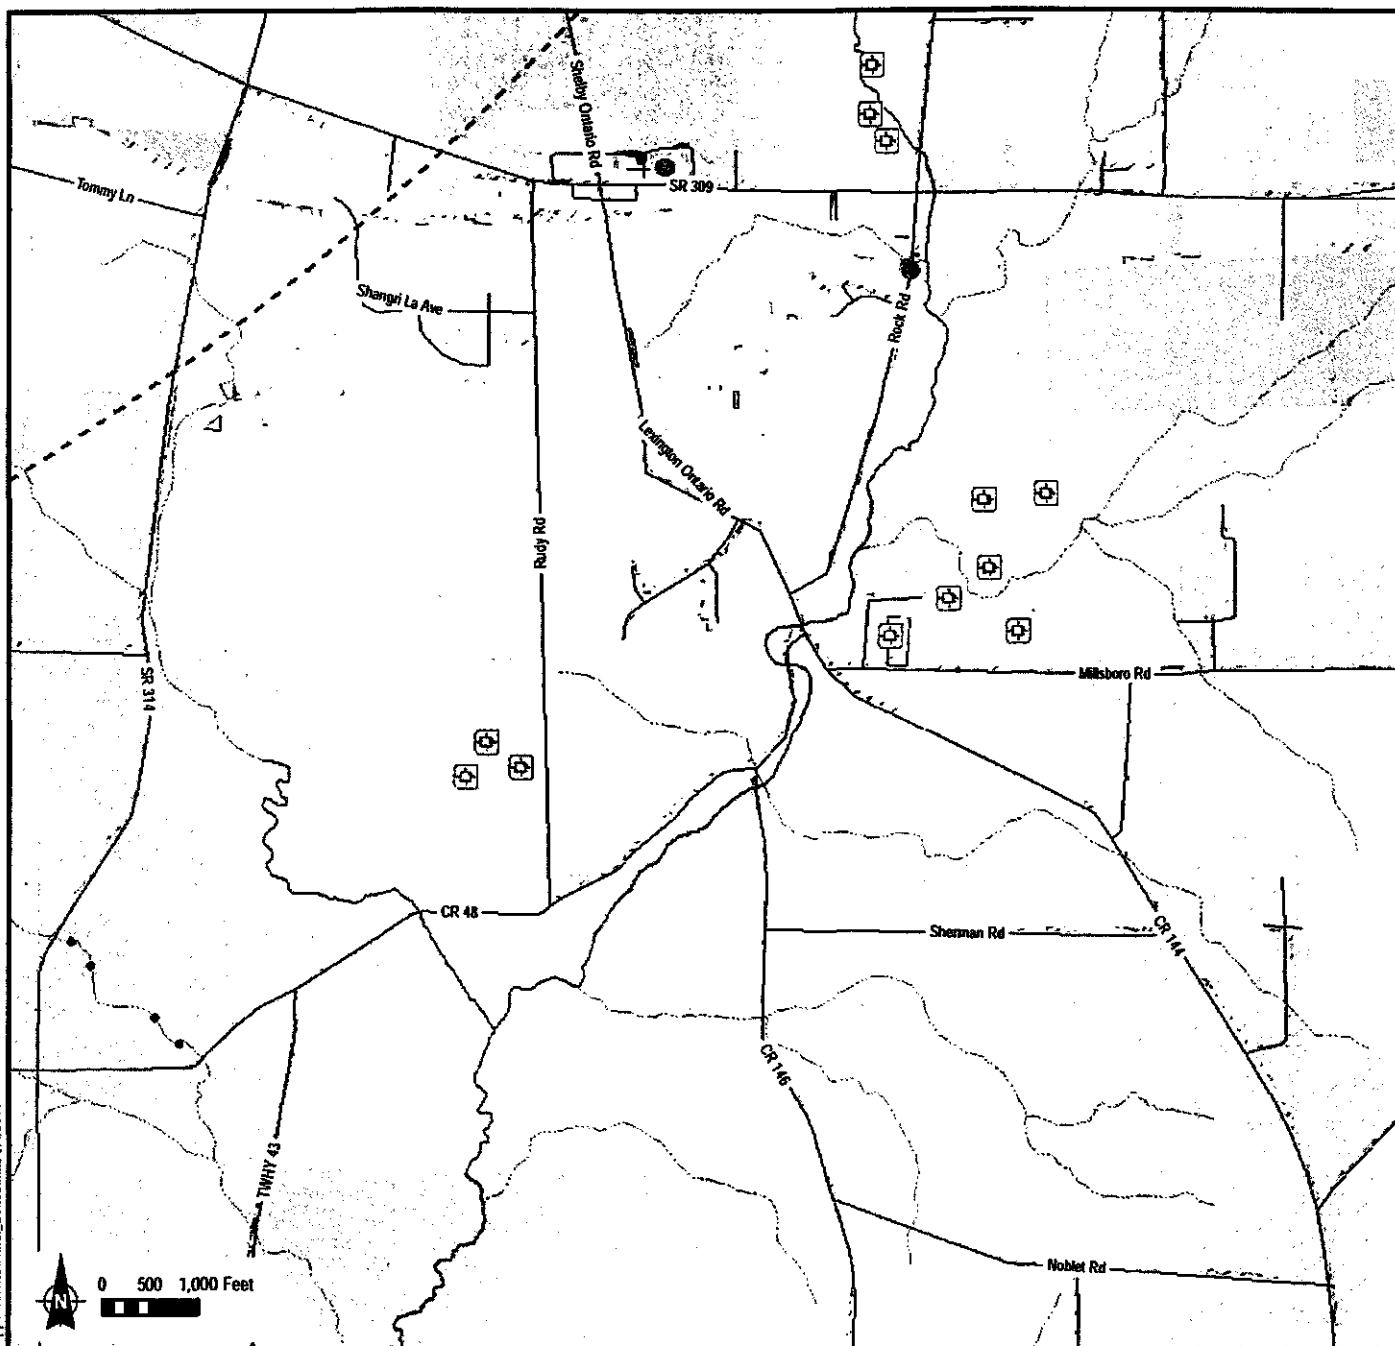 Shelby Ontario Rd
Tommy Ln
SR 309
Shangri La Ave
Rock Rd
Lexington Ontario Rd
Rudy Rd
SR 314
Millsboro Rd
CR 48
Sherman Rd
CR 144
CR 146
TWHY 43
Noblet Rd
0 500 1,000 Feet
N